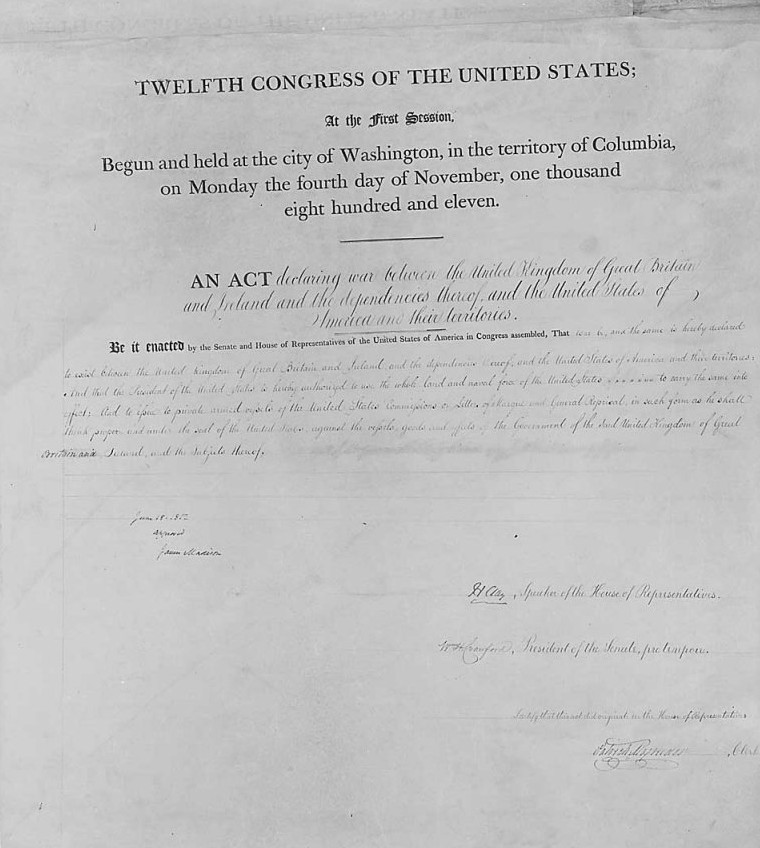 TWELFTH CONGRESS OF THE UNITED STATES;
At the First Session,
Begun and held at the city of Washington, in the territory of Columbia,
on Monday the fourth day of November, one thousand
eight hundred and eleven.
AN ACT declaring war between the United Kingdom of Great Britain
and Ireland and the dependencies thereof, and the United States of
America and their territories.
Be it enacted by the Senate and House of Representatives of the United States of America in Congress assembled, That war be, and the same is hereby declared
to exist between the United Kingdom of Great Britain and Ireland, and the dependencies thereof, and the United States of America and their territories:
And that the President of the United States is hereby authorized to use the whole land and naval force of the United States to carry the same into
effect: And to issue to private armed vessels of the United States Commissions or Letters of Marque and General Reprisal, in such form as he shall
think proper, and under the seal of the United States, against the vessels, goods and effects of the Government of the said United Kingdom of Great
Britain and Ireland, and the Subjects thereof.
June 18. 1812
Approved
James Madison
H Clay, Speaker of the House of Representatives.
Wm H Crawford, President of the Senate, pro tempore.
I certify that this act did originate in the House of Representatives
Clerk